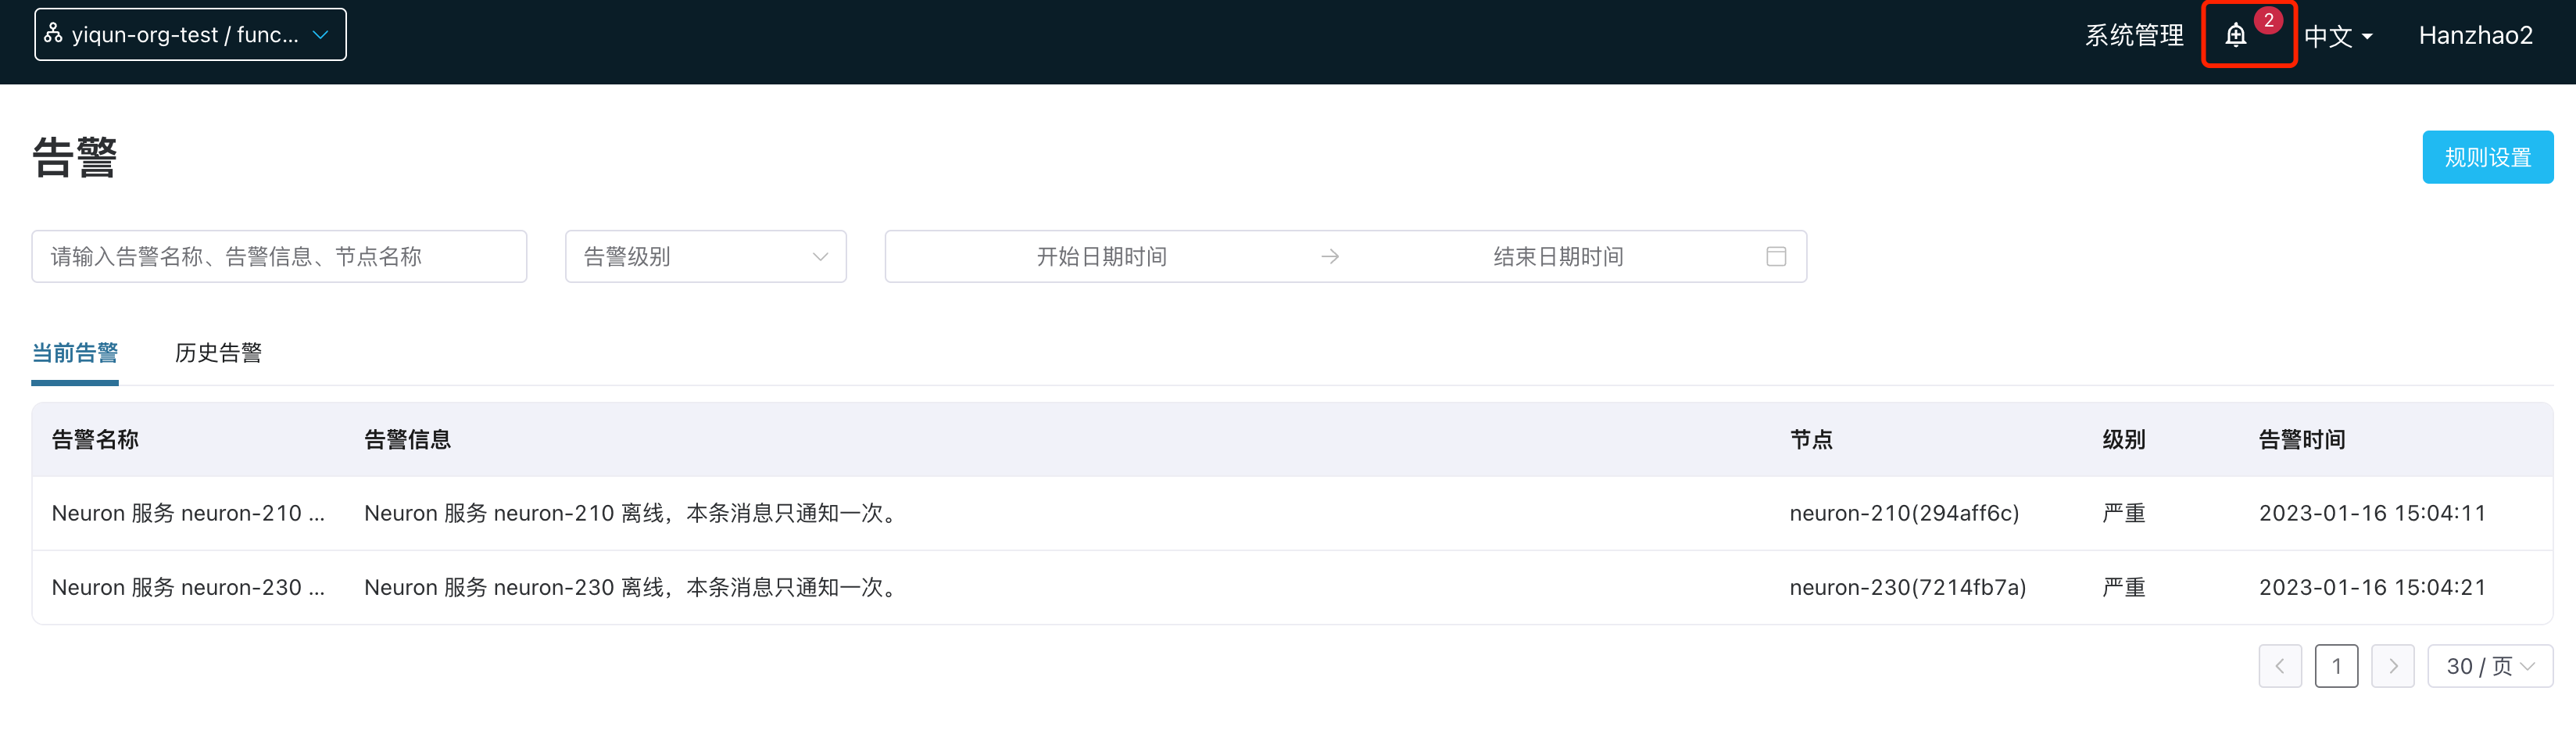 yiqun-org-test / func...
系统管理
2
中文
Hanzhao2
告警
规则设置
请输入告警名称、告警信息、节点名称
告警级别
开始日期时间
结束日期时间
当前告警
历史告警
告警名称 告警信息 节点 级别 告警时间
Neuron 服务 neuron-210 ... Neuron 服务 neuron-210 离线，本条消息只通知一次。 neuron-210(294aff6c) 严重 2023-01-16 15:04:11
Neuron 服务 neuron-230 ... Neuron 服务 neuron-230 离线，本条消息只通知一次。 neuron-230(7214fb7a) 严重 2023-01-16 15:04:21
1
30 / 页